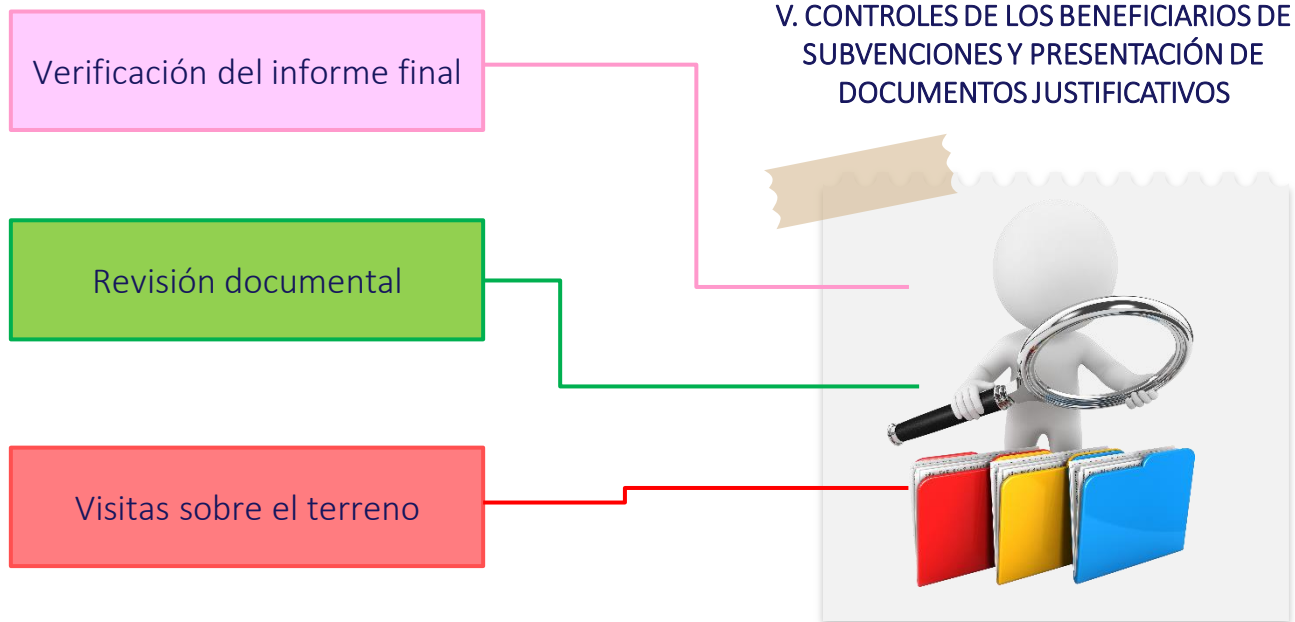 V. CONTROLES DE LOS BENEFICIARIOS DE
SUBVENCIONES Y PRESENTACIÓN DE
DOCUMENTOS JUSTIFICATIVOS
Verificación del informe final
Revisión documental
Visitas sobre el terreno